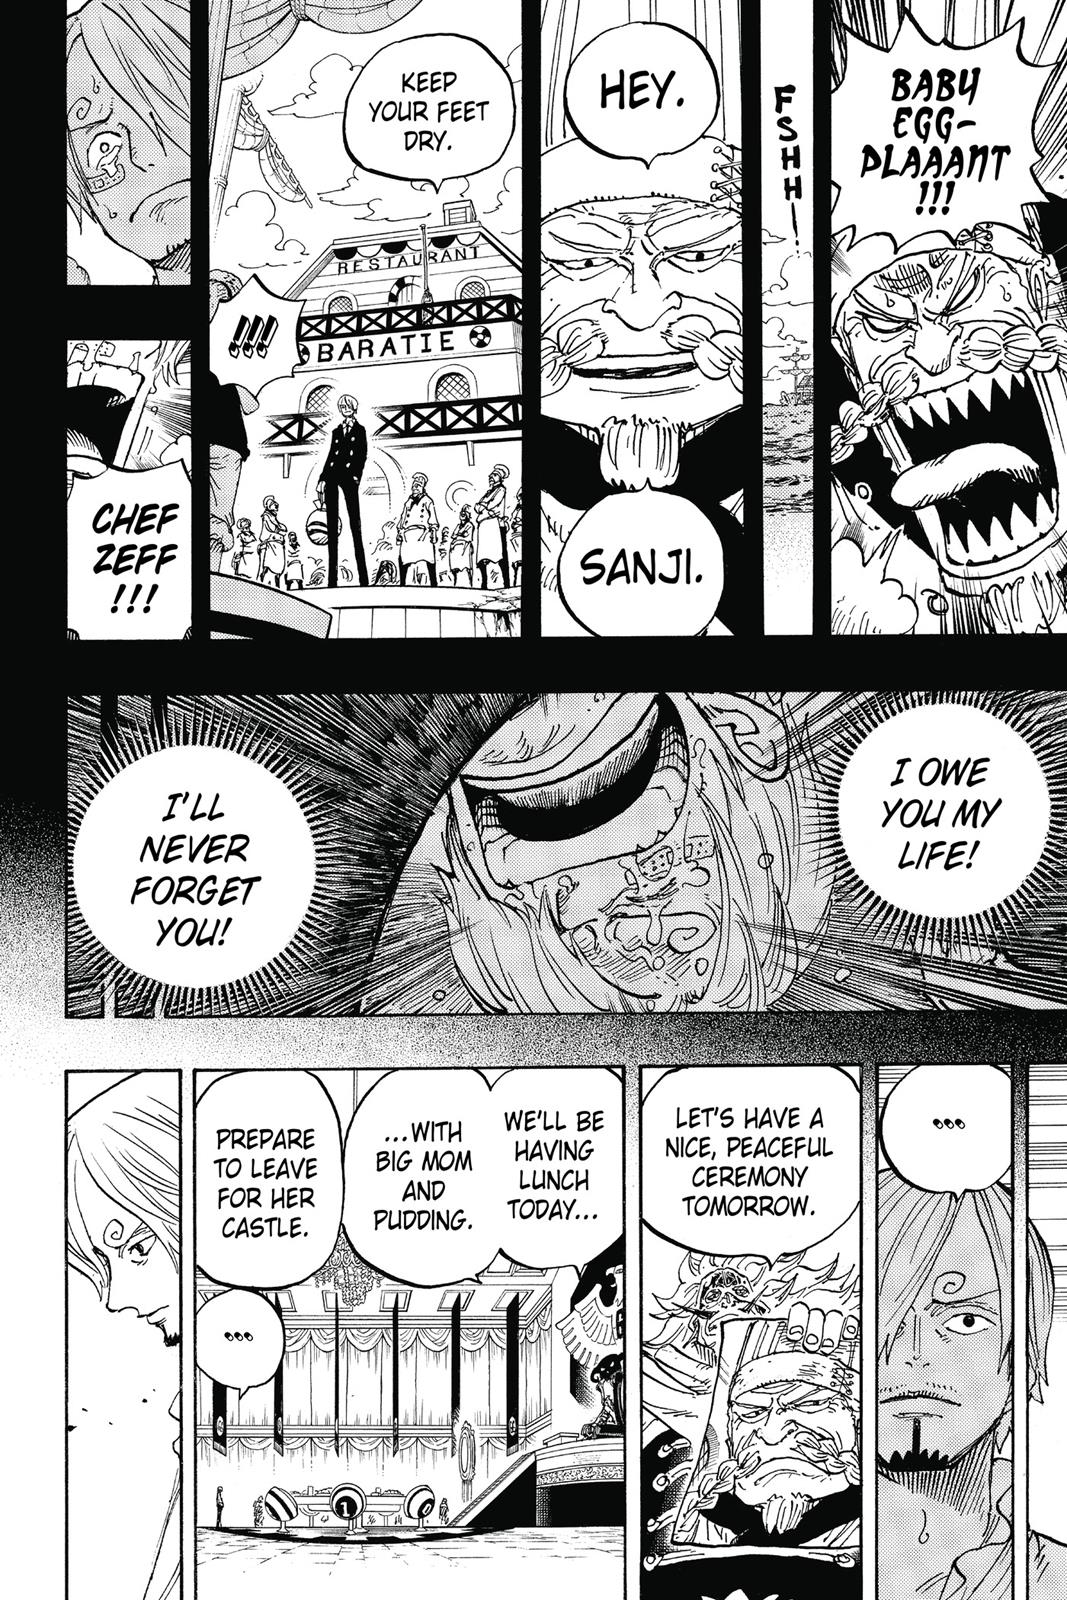 BABY
EGG-
PLAAANT
!!!
FSHH—
HEY.
SANJI.
KEEP
YOUR FEET
DRY.
RESTAURANT
BARATIE
!!!
CHEF
ZEFF
!!!
I OWE
YOU MY
LIFE!
I'LL
NEVER
FORGET
YOU!
...
LET'S HAVE A
NICE, PEACEFUL
CEREMONY
TOMORROW.
WE'LL BE
HAVING
LUNCH
TODAY...
...WITH
BIG MOM
AND
PUDDING.
PREPARE
TO LEAVE
FOR HER
CASTLE.
...
1